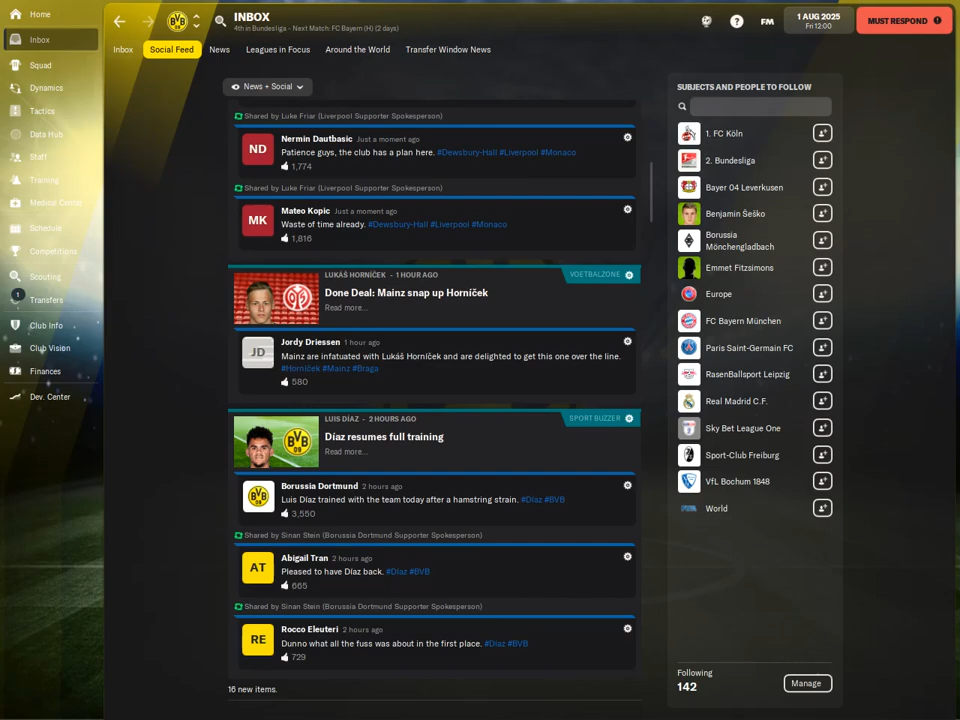 Home
Inbox
Squad
Dynamics
Tactics
Data Hub
Staff
Training
Medical Center
Schedule
Competitions
Scouting
1
Transfers
Club Info
Club Vision
Finances
Dev. Center
BVB 09
INBOX
4th in Bundesliga - Next Match: FC Bayern (H) (2 days)
?
FM
1 AUG 2025
Fri 12:00
MUST RESPOND
Inbox
Social Feed
News
Leagues in Focus
Around the World
Transfer Window News
News + Social
Shared by Luke Friar (Liverpool Supporter Spokesperson)
ND
Nermin Dautbasic Just a moment ago
Patience guys, the club has a plan here. #Dewsbury-Hall #Liverpool #Monaco
1,774
Shared by Luke Friar (Liverpool Supporter Spokesperson)
MK
Mateo Kopic Just a moment ago
Waste of time already. #Dewsbury-Hall #Liverpool #Monaco
1,816
LUKÁŠ HORNÍČEK - 1 HOUR AGO
VOETBALZONE
Done Deal: Mainz snap up Horníček
Read more...
JD
Jordy Driessen 1 hour ago
Mainz are infatuated with Lukáš Horníček and are delighted to get this one over the line.
#Horníček #Mainz #Braga
580
BVB 09
LUIS DÍAZ - 2 HOURS AGO
SPORT BUZZER
Díaz resumes full training
Read more...
BVB 09
Borussia Dortmund 2 hours ago
Luis Díaz trained with the team today after a hamstring strain. #Díaz #BVB
3,550
Shared by Sinan Stein (Borussia Dortmund Supporter Spokesperson)
AT
Abigail Tran 2 hours ago
Pleased to have Díaz back. #Díaz #BVB
665
Shared by Sinan Stein (Borussia Dortmund Supporter Spokesperson)
RE
Rocco Eleuteri 2 hours ago
Dunno what all the fuss was about in the first place. #Díaz #BVB
729
16 new items.
SUBJECTS AND PEOPLE TO FOLLOW
1. FC Köln
2. Bundesliga
Bayer 04 Leverkusen
Benjamin Šeško
Borussia
Mönchengladbach
Emmet Fitzsimons
Europe
FC Bayern München
Paris Saint-Germain FC
RasenBallsport Leipzig
Real Madrid C.F.
Sky Bet League One
Sport-Club Freiburg
VfL Bochum 1848
FIFA
World
Following
142
Manage